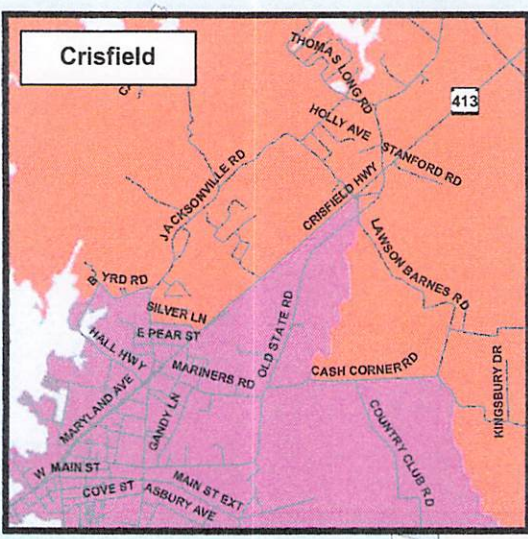 Crisfield
THOMAS LONG RD
413
HOLLY AVE
STANFORD RD
JACKSONVILLE RD
CRISFIELD HWY
LAWSON BARNES RD
BYRD RD
SILVER LN
E PEAR ST
OLD STATE RD
HALL HWY
MARINERS RD
CASH CORNER RD
KINGSBURY DR
MARYLAND AVE
GANDY LN
COUNTRY CLUB RD
W MAIN ST
MAIN ST EXT
COVE ST
ASBURY AVE